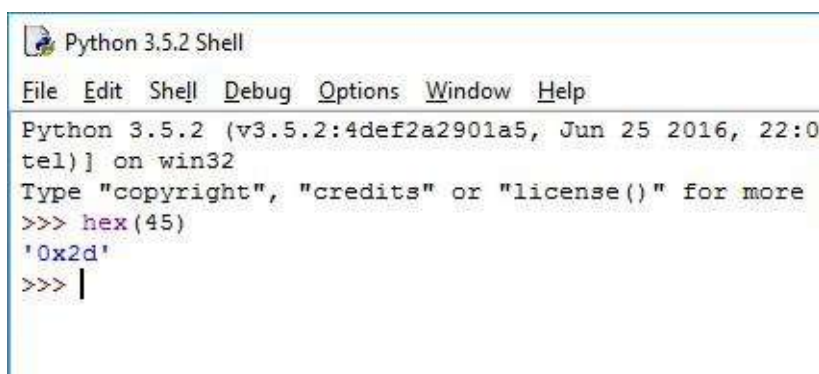 Python 3.5.2 Shell
File Edit Shell Debug Options Window Help
Python 3.5.2 (v3.5.2:4def2a2901a5, Jun 25 2016, 22:0
tel)] on win32
Type "copyright", "credits" or "license()" for more
>>> hex(45)
'0x2d'
>>>